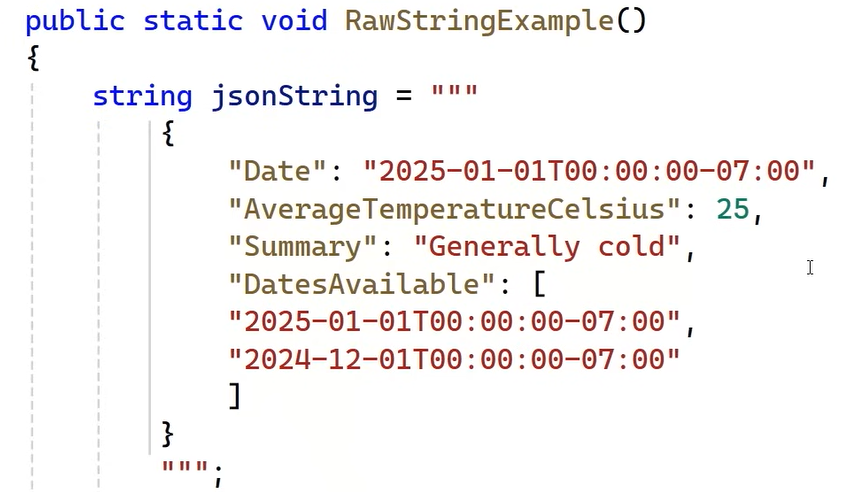 public static void RawStringExample()
{
    string jsonString = """
        {
            "Date": "2025-01-01T00:00:00-07:00",
            "AverageTemperatureCelsius": 25,
            "Summary": "Generally cold",
            "DatesAvailable": [
            "2025-01-01T00:00:00-07:00",
            "2024-12-01T00:00:00-07:00"
            ]
        }
        """;